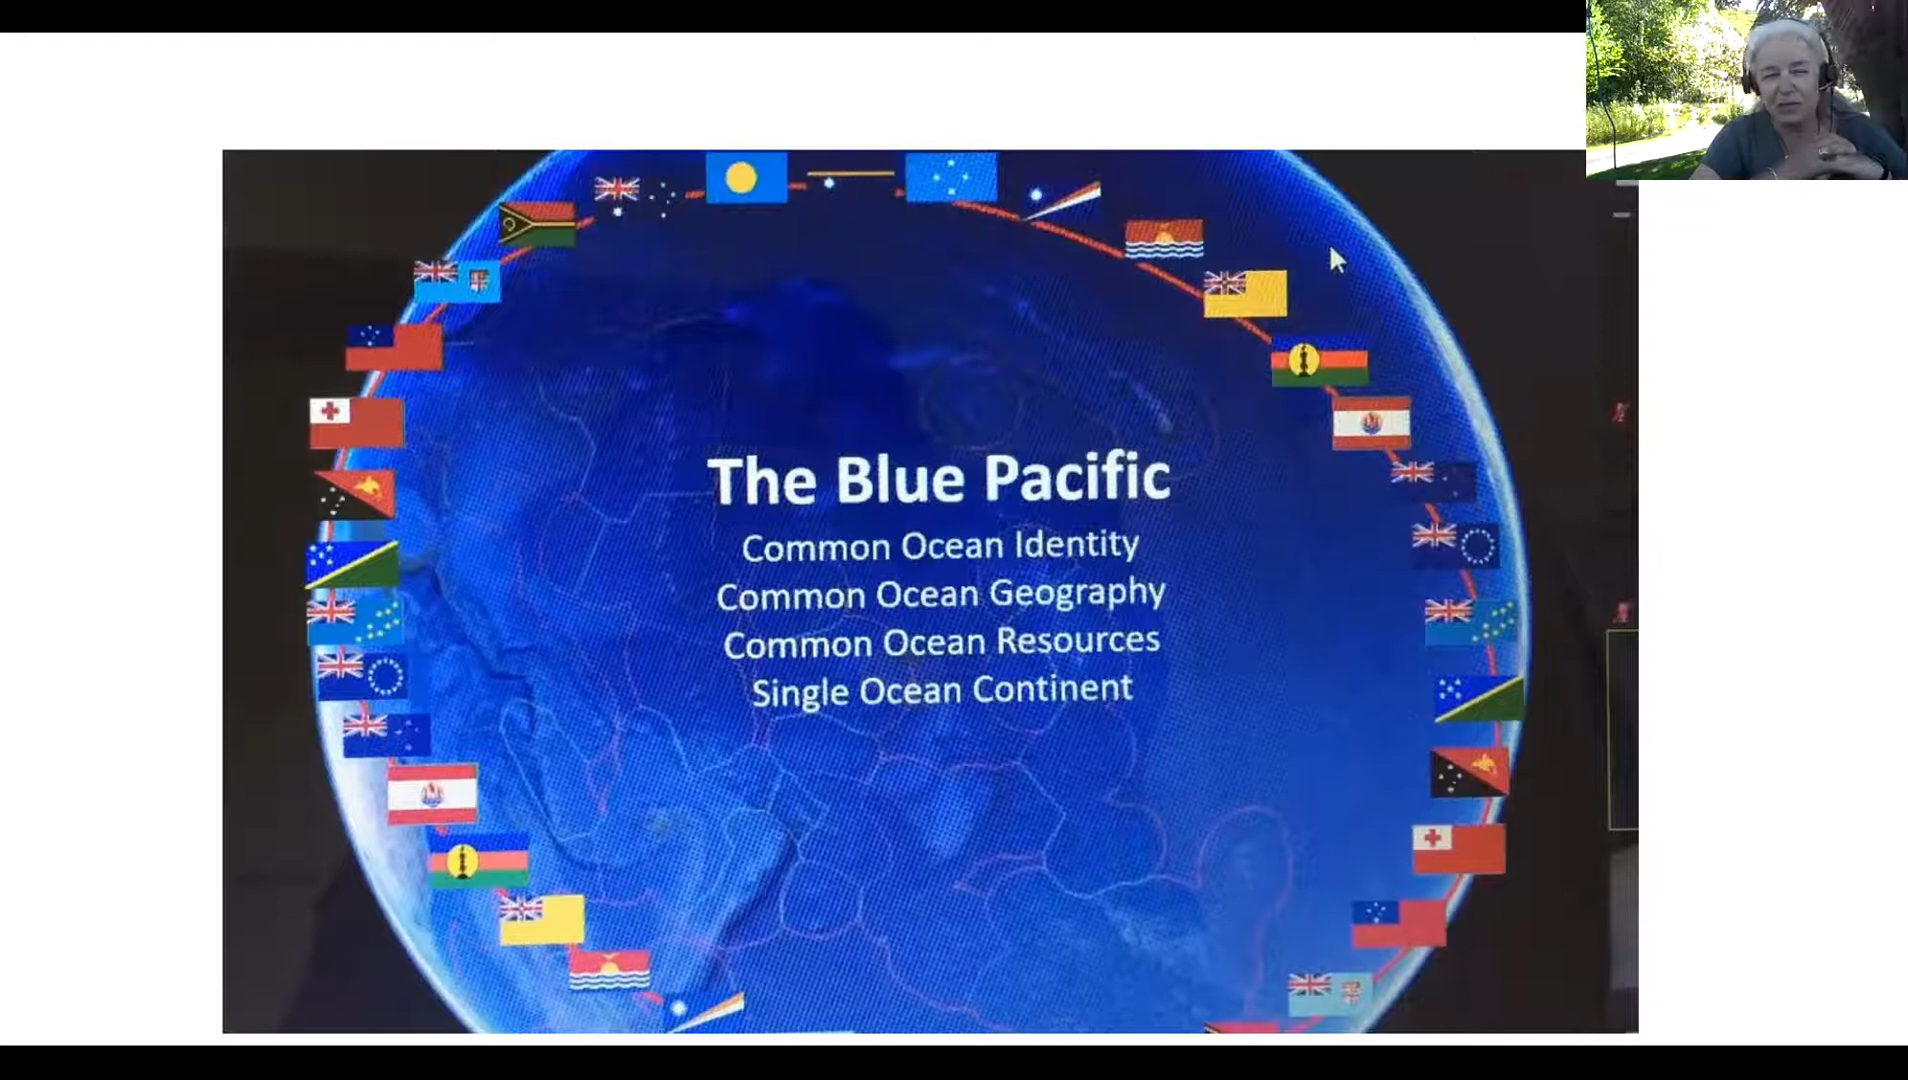 The Blue Pacific
Common Ocean Identity
Common Ocean Geography
Common Ocean Resources
Single Ocean Continent